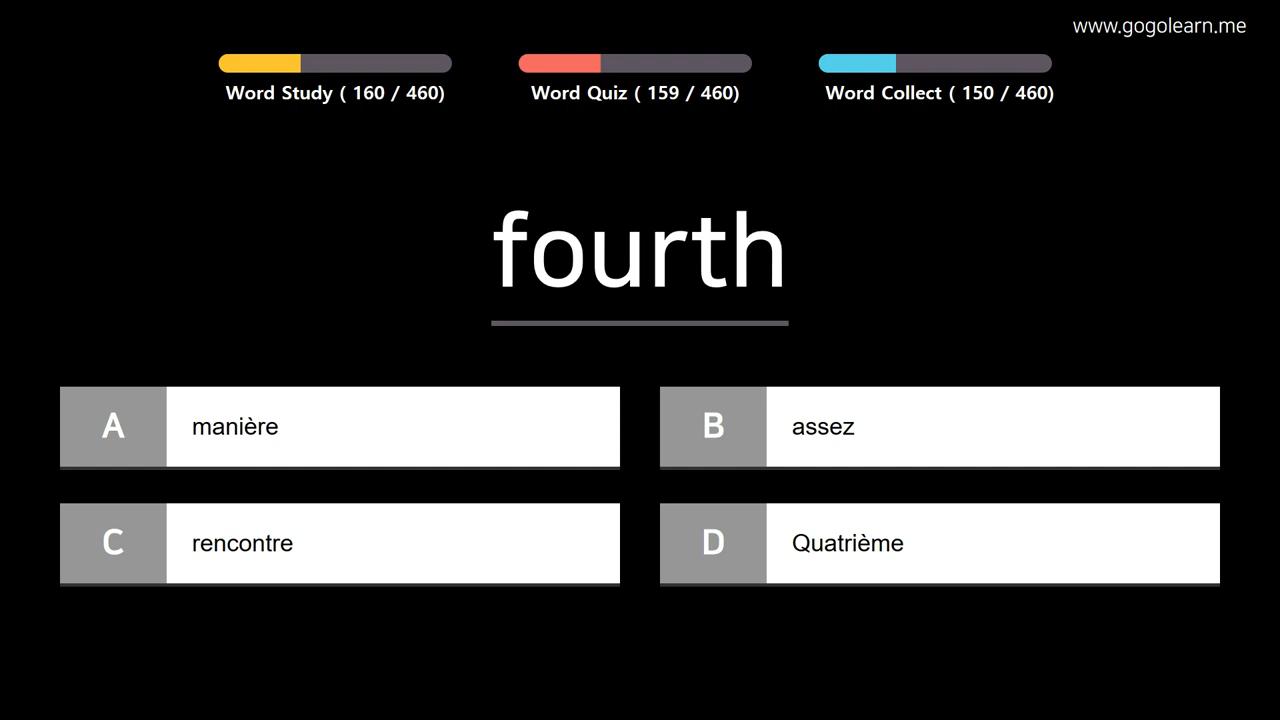 www.gogolearn.me
Word Study ( 160 / 460)
Word Quiz ( 159 / 460)
Word Collect ( 150 / 460)
fourth
A manière
B assez
C rencontre
D Quatrième